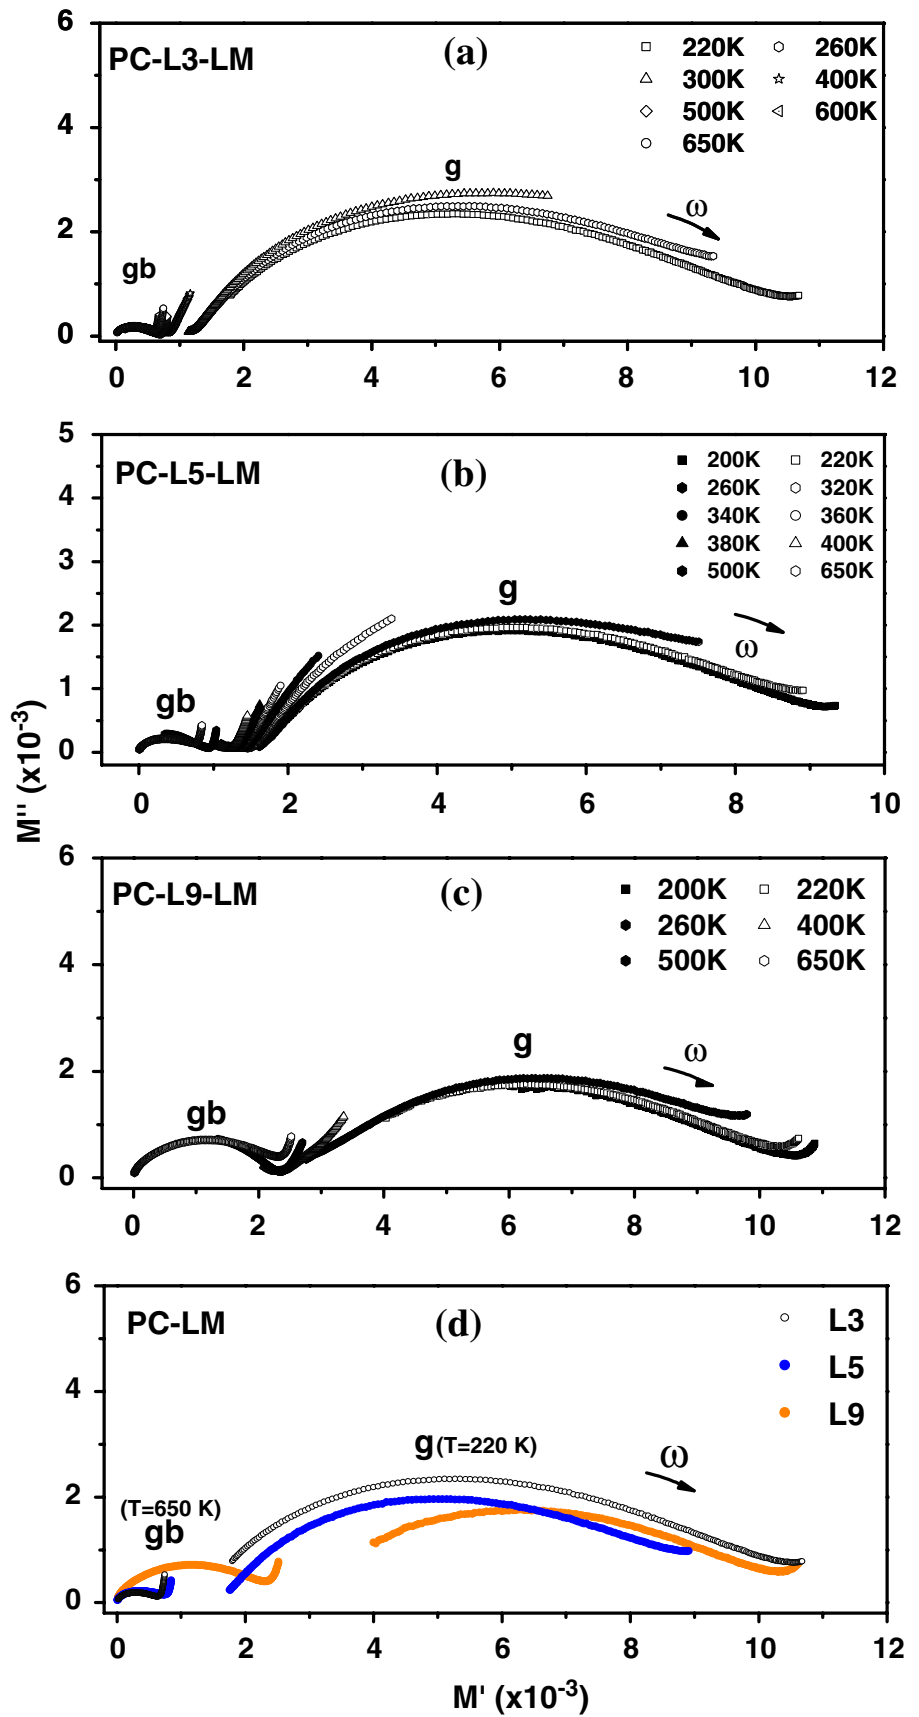 6
PC-L3-LM
(a)
220K 260K
300K 400K
500K 600K
650K
4
g
2
ω
gb
0
0 2 4 6 8 10 12
5
PC-L5-LM
(b)
200K 220K
260K 320K
340K 360K
380K 400K
500K 650K
4
3
g
2
ω
gb
1
0
0 2 4 6 8 10
M'' (x10⁻³)
6
PC-L9-LM
(c)
200K 220K
260K 400K
500K 650K
4
g
ω
2
gb
0
0 2 4 6 8 10 12
6
PC-LM
(d)
L3
L5
L9
4
g (T=220 K)
ω
2
(T=650 K)
gb
0
0 2 4 6 8 10 12
M' (x10⁻³)